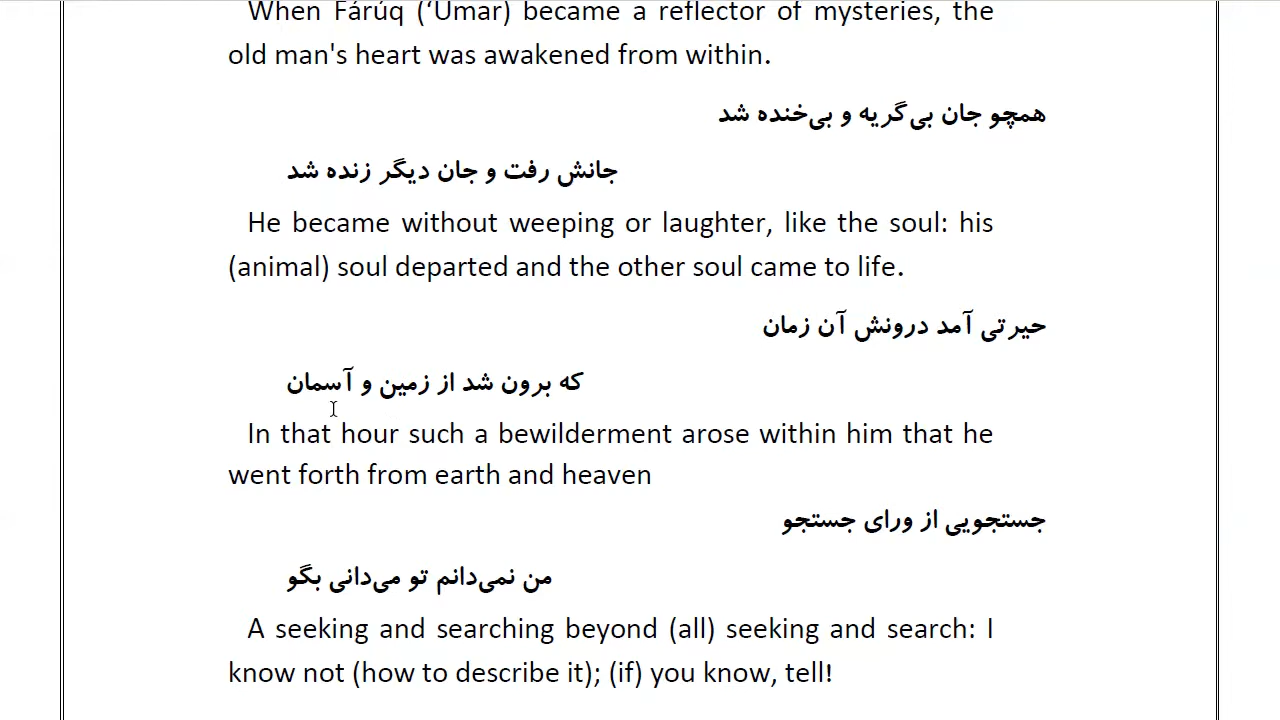 When Fárúq (‘Umar) became a reflector of mysteries, the
old man's heart was awakened from within.
همچو جان بی‌گریه و بی‌خنده شد
جانش رفت و جان دیگر زنده شد
He became without weeping or laughter, like the soul: his
(animal) soul departed and the other soul came to life.
حیرتی آمد درونش آن زمان
که برون شد از زمین و آسمان
In that hour such a bewilderment arose within him that he
went forth from earth and heaven
جستجویی از ورای جستجو
من نمی‌دانم تو می‌دانی بگو
A seeking and searching beyond (all) seeking and search: I
know not (how to describe it); (if) you know, tell!